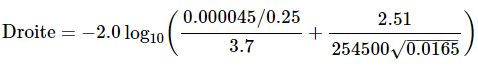 Droite = −2.0 log₁₀ ( (0.000045/0.25)/3.7 + 2.51/(254500√0.0165) )